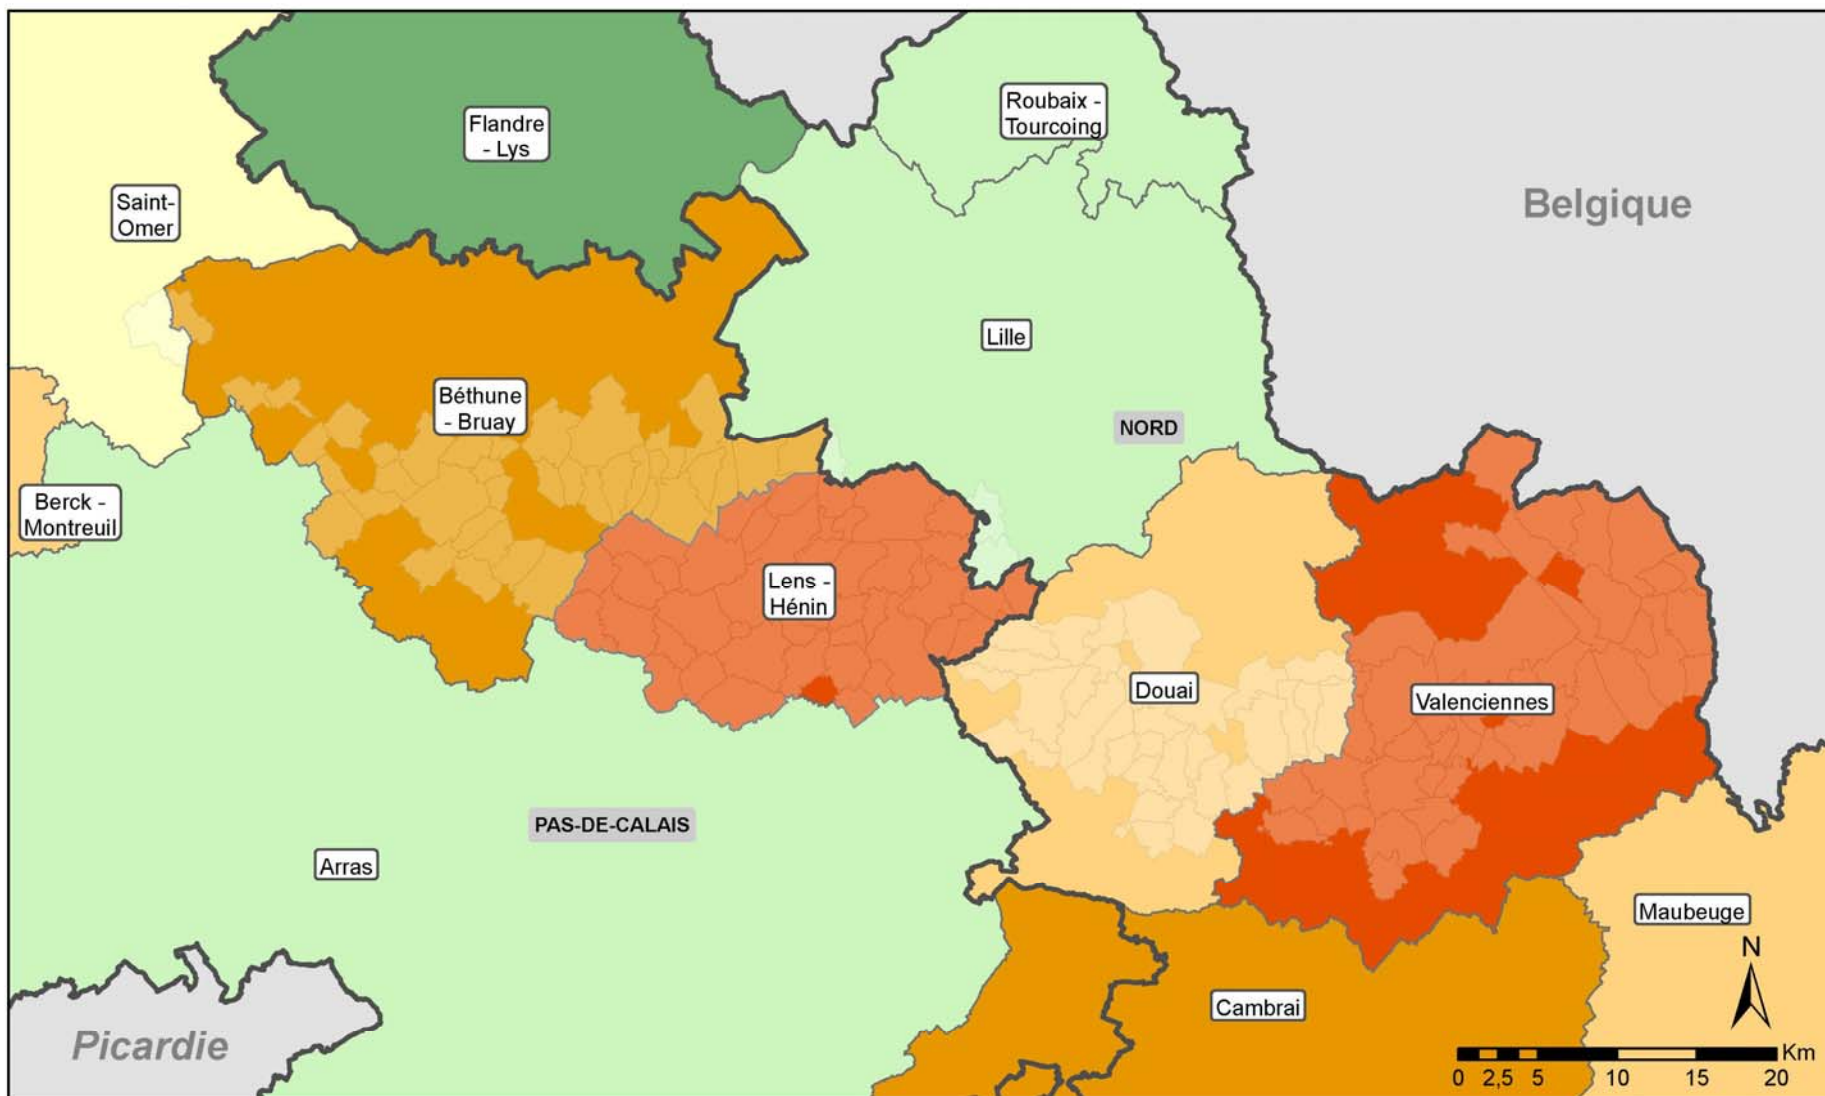 Flandre
- Lys
Roubaix -
Tourcoing
Saint-
Omer
Belgique
Lille
Béthune
- Bruay
NORD
Berck -
Montreuil
Lens -
Hénin
Douai
Valenciennes
PAS-DE-CALAIS
Arras
Maubeuge
N
Cambrai
Picardie
Km
0 2,5 5 10 15 20